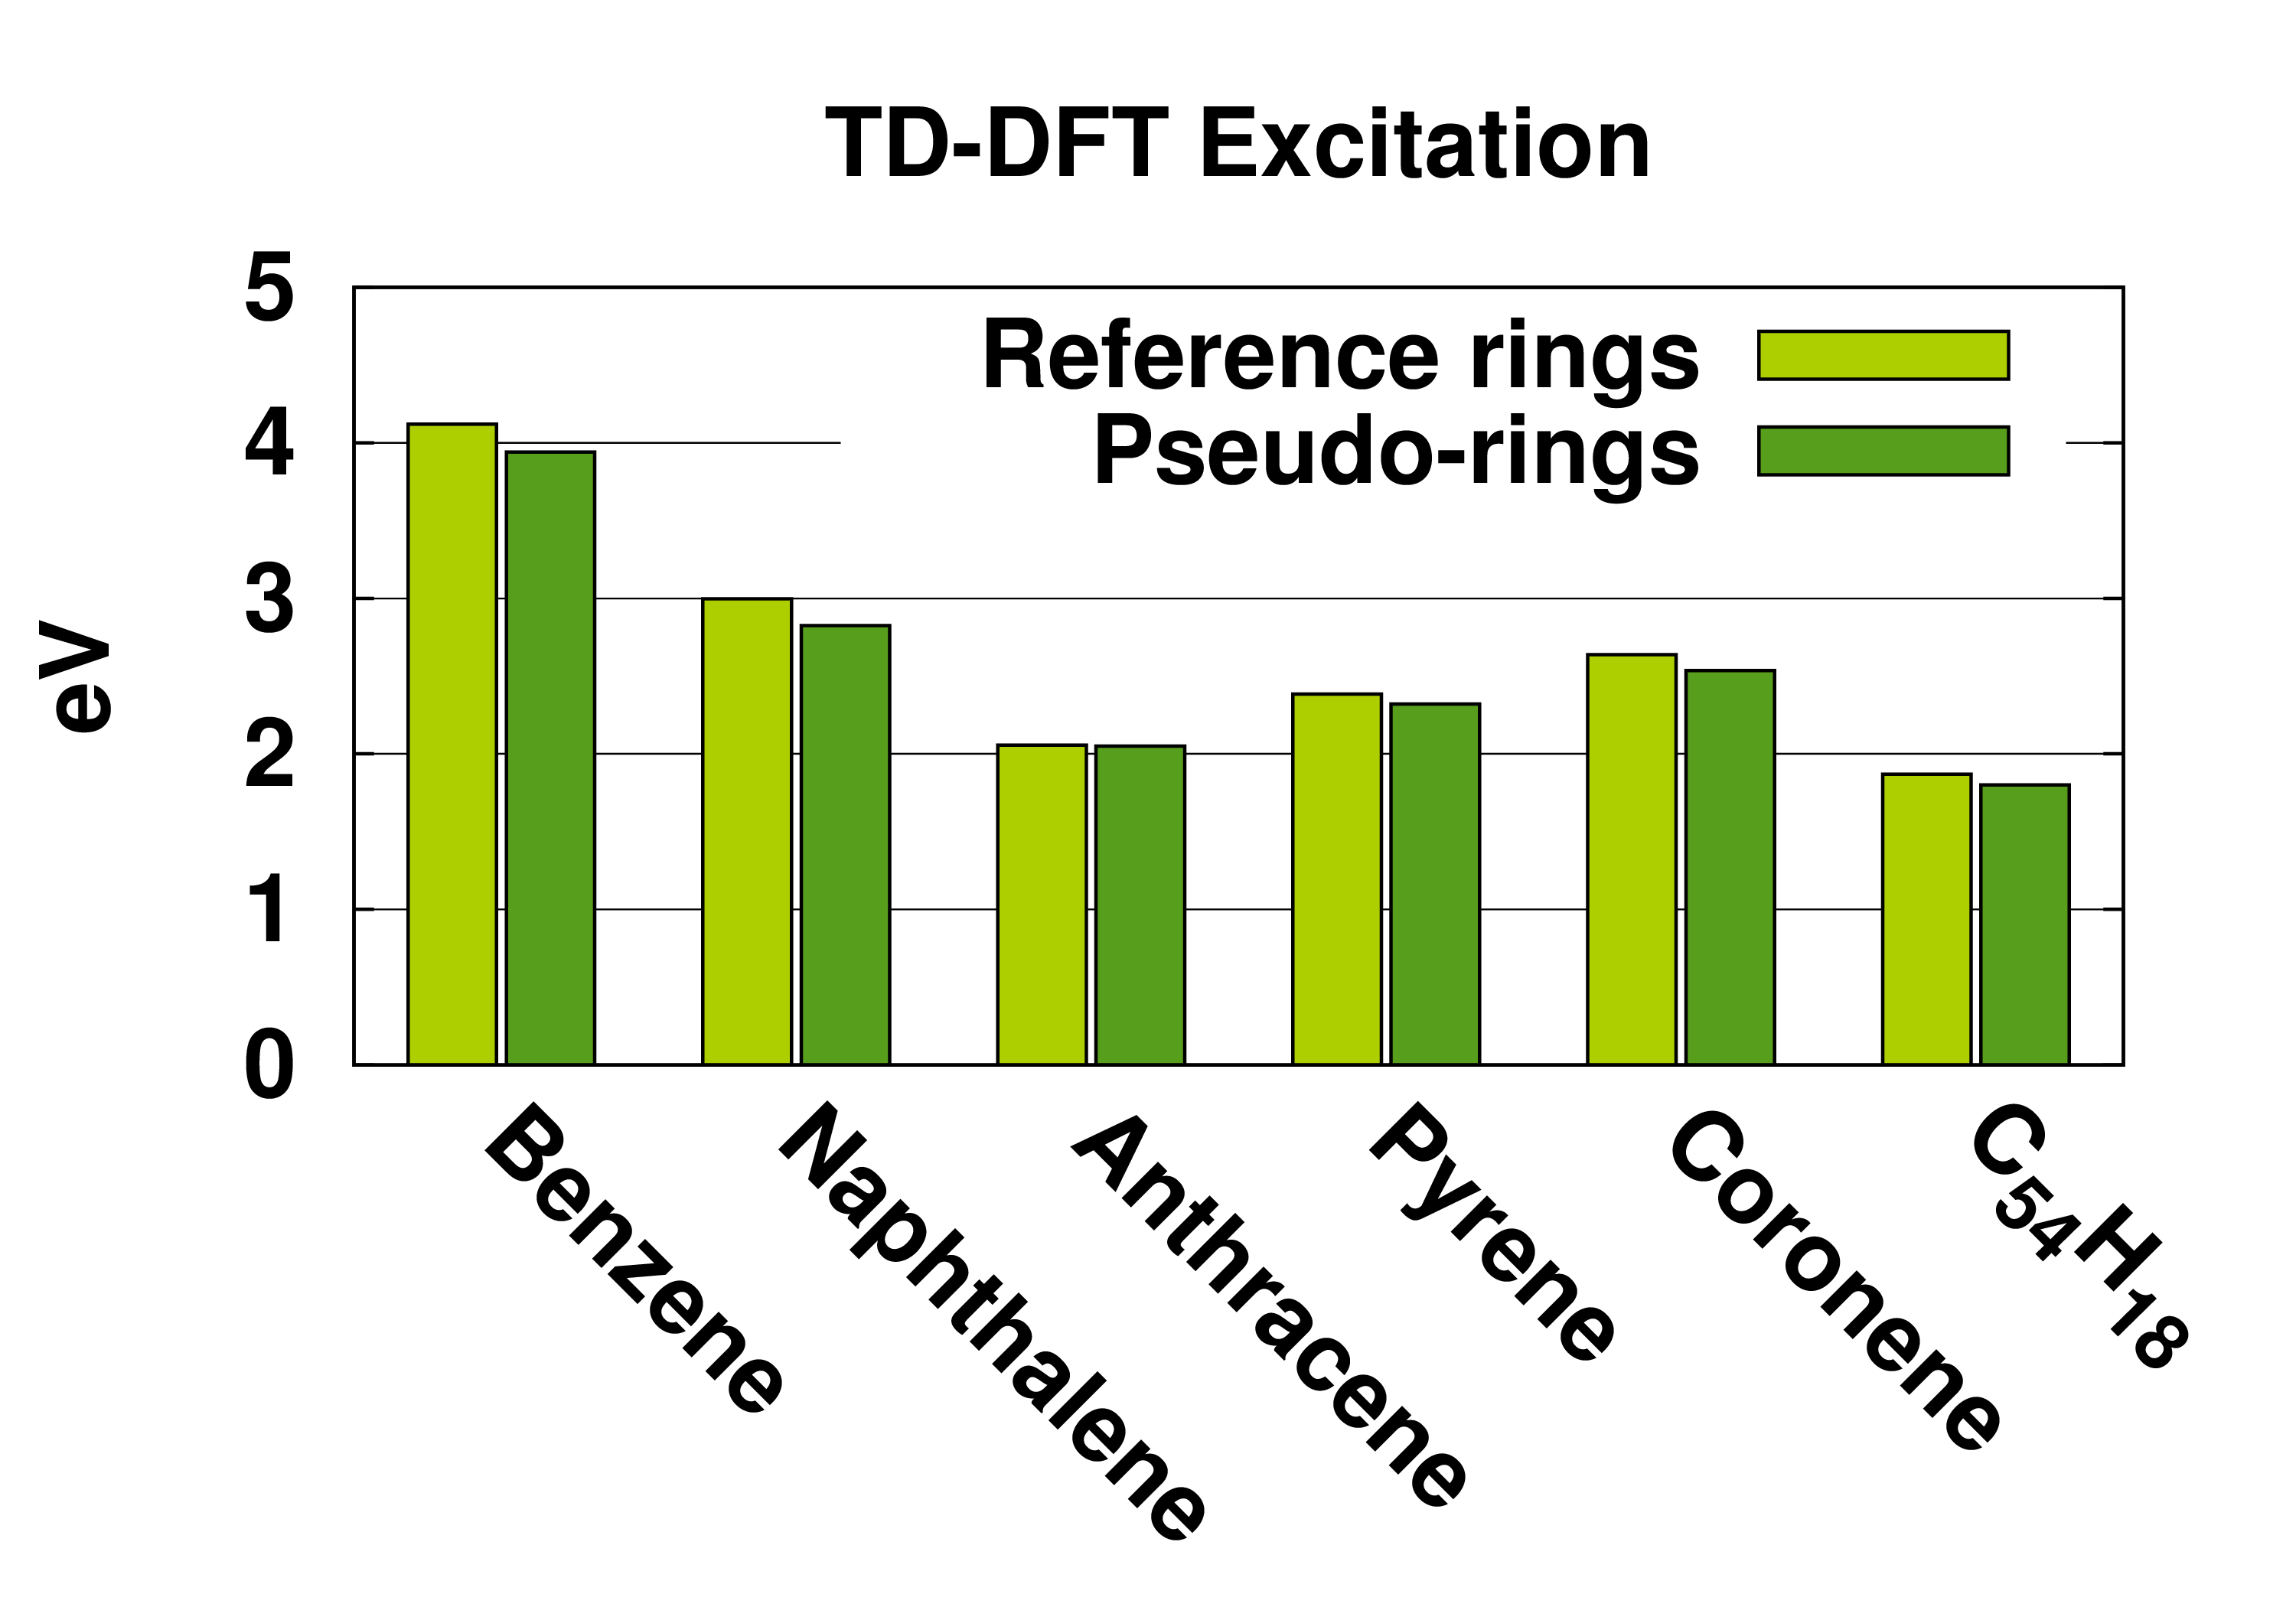 TD-DFT Excitation
5
4
3
2
1
0
eV
Reference rings
Pseudo-rings
Benzene
Naphthalene
Anthracene
Pyrene
Coronene
C54H18